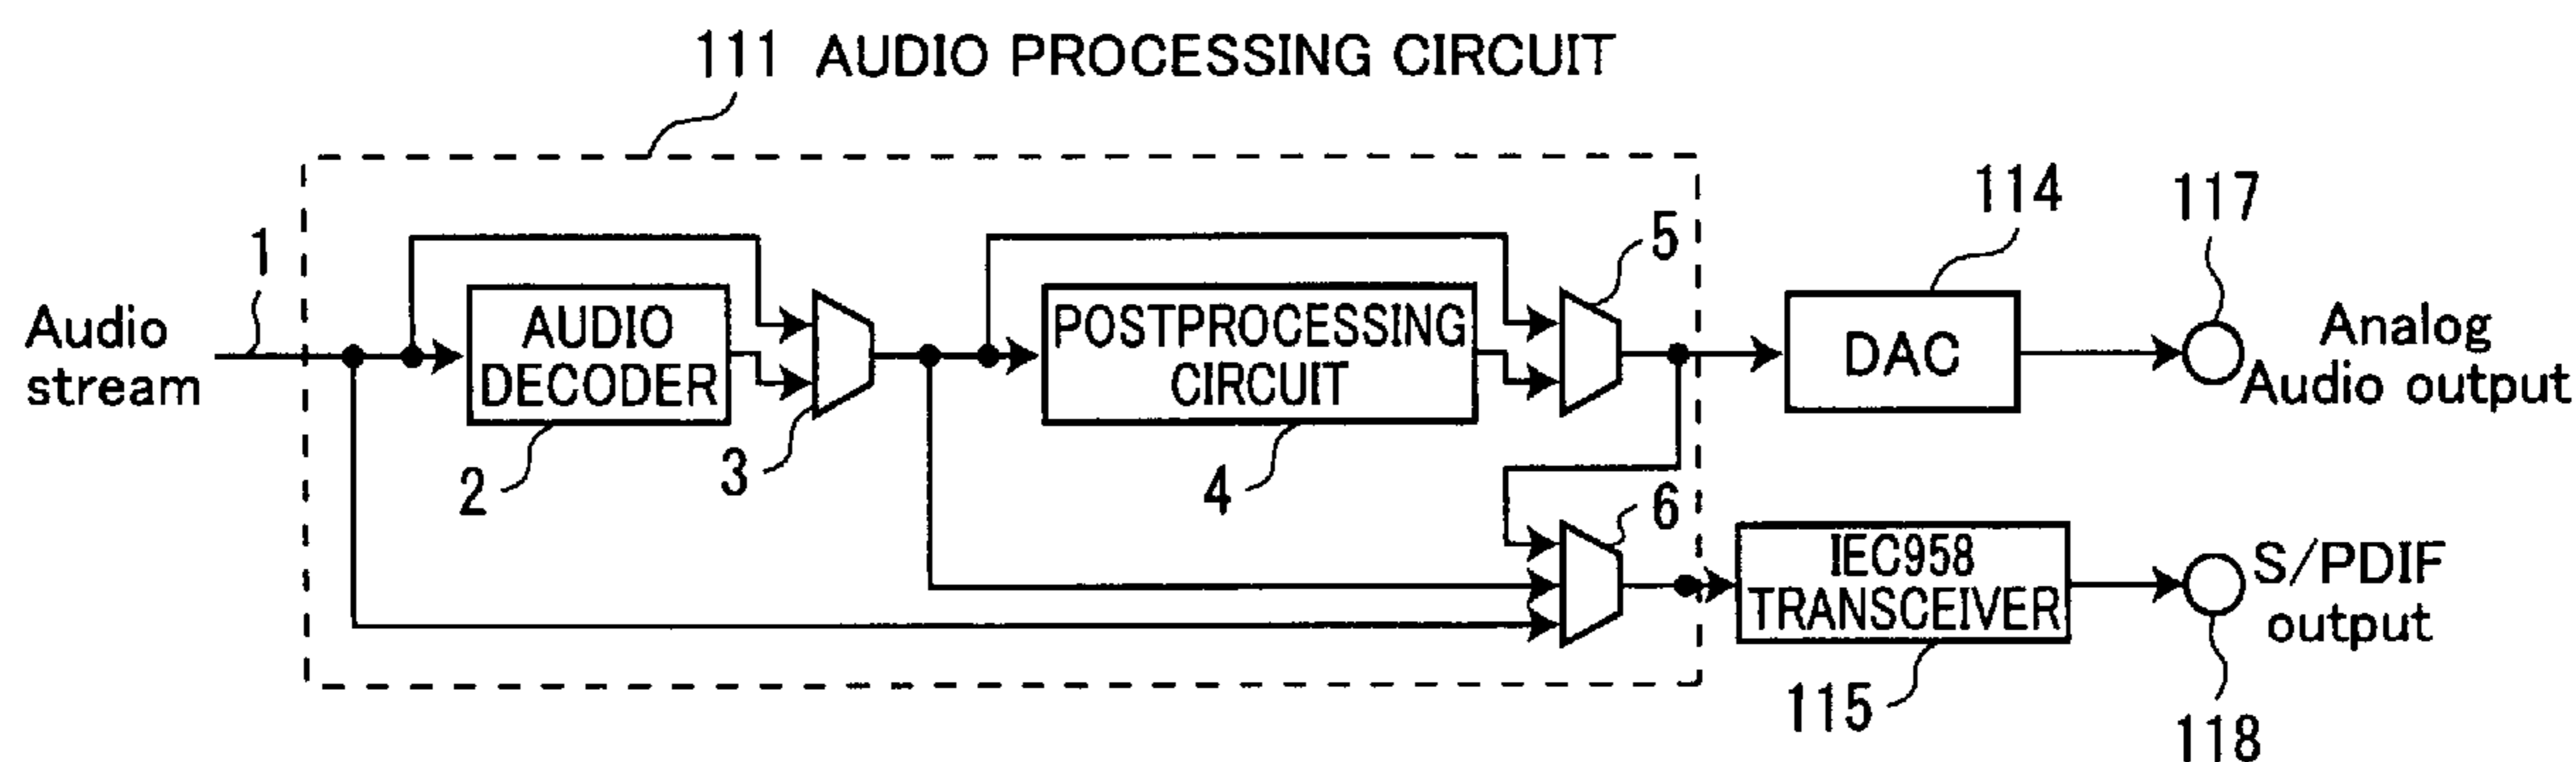 111 AUDIO PROCESSING CIRCUIT
1
Audio
stream
AUDIO
DECODER
2
3
POSTPROCESSING
CIRCUIT
4
5
6
114
DAC
117
Analog
Audio output
IEC958
TRANSCEIVER
115
S/PDIF
output
118